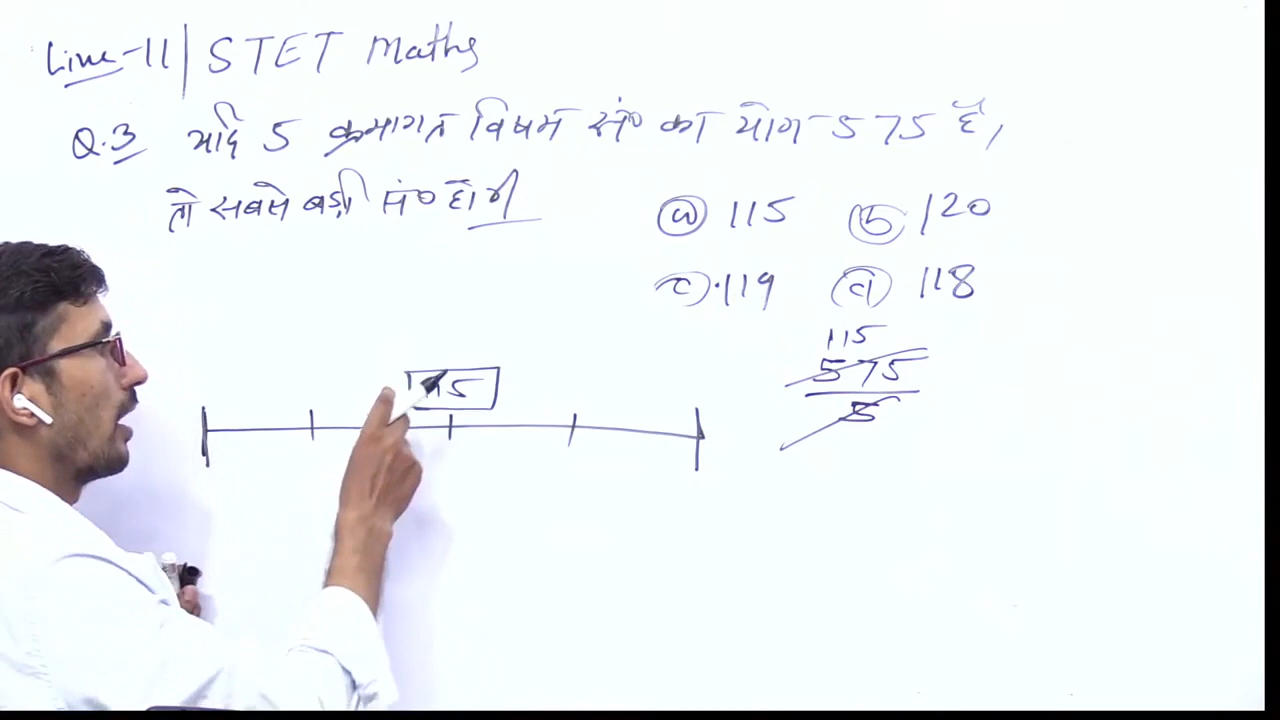 Live-11 | STET Maths
Q.3 यदि 5 क्रमागत विषम सं० का योग 575 है,
तो सबसे बड़ी सं० होगी
(a) 115 (b) 120
(c) 119 (d) 118
115
575
5